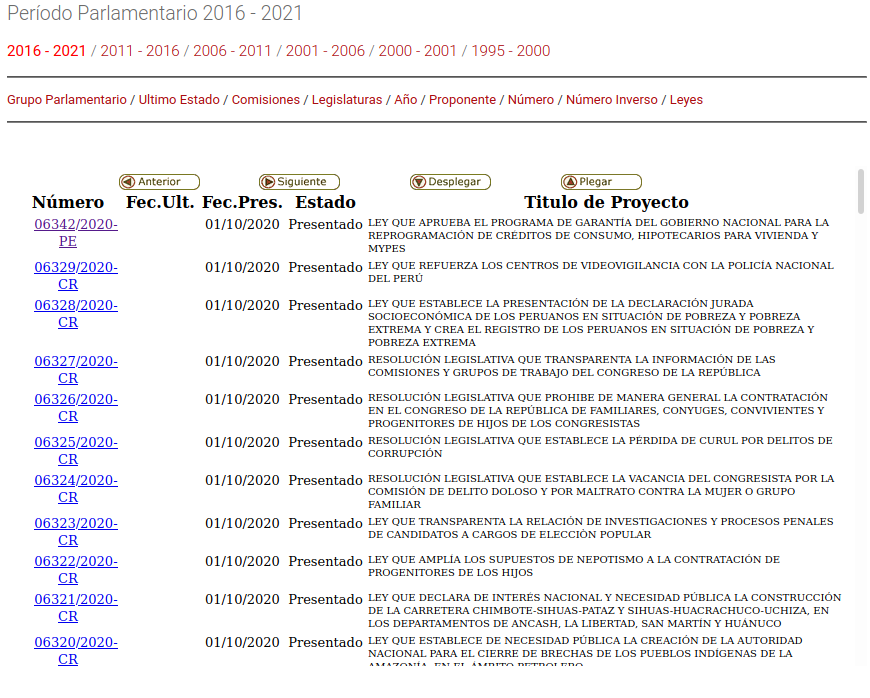 Período Parlamentario 2016 - 2021
2016 - 2021 / 2011 - 2016 / 2006 - 2011 / 2001 - 2006 / 2000 - 2001 / 1995 - 2000
Grupo Parlamentario / Ultimo Estado / Comisiones / Legislaturas / Año / Proponente / Número / Número Inverso / Leyes
Anterior Siguiente Desplegar Plegar
Número Fec.Ult. Fec.Pres. Estado Titulo de Proyecto
06342/2020- 01/10/2020 Presentado LEY QUE APRUEBA EL PROGRAMA DE GARANTÍA DEL GOBIERNO NACIONAL PARA LA
PE REPROGRAMACIÓN DE CRÉDITOS DE CONSUMO, HIPOTECARIOS PARA VIVIENDA Y
MYPES
06329/2020- 01/10/2020 Presentado LEY QUE REFUERZA LOS CENTROS DE VIDEOVIGILANCIA CON LA POLICÍA NACIONAL
CR DEL PERÚ
06328/2020- 01/10/2020 Presentado LEY QUE ESTABLECE LA PRESENTACIÓN DE LA DECLARACIÓN JURADA
CR SOCIOECONÓMICA DE LOS PERUANOS EN SITUACIÓN DE POBREZA Y POBREZA
EXTREMA Y CREA EL REGISTRO DE LOS PERUANOS EN SITUACIÓN DE POBREZA Y
POBREZA EXTREMA
06327/2020- 01/10/2020 Presentado RESOLUCIÓN LEGISLATIVA QUE TRANSPARENTA LA INFORMACIÓN DE LAS
CR COMISIONES Y GRUPOS DE TRABAJO DEL CONGRESO DE LA REPÚBLICA
06326/2020- 01/10/2020 Presentado RESOLUCIÓN LEGISLATIVA QUE PROHIBE DE MANERA GENERAL LA CONTRATACIÓN
CR EN EL CONGRESO DE LA REPÚBLICA DE FAMILIARES, CONYUGES, CONVIVIENTES Y
PROGENITORES DE HIJOS DE LOS CONGRESISTAS
06325/2020- 01/10/2020 Presentado RESOLUCIÓN LEGISLATIVA QUE ESTABLECE LA PÉRDIDA DE CURUL POR DELITOS DE
CR CORRUPCIÓN
06324/2020- 01/10/2020 Presentado RESOLUCIÓN LEGISLATIVA QUE ESTABLECE LA VACANCIA DEL CONGRESISTA POR LA
CR COMISIÓN DE DELITO DOLOSO Y POR MALTRATO CONTRA LA MUJER O GRUPO
FAMILIAR
06323/2020- 01/10/2020 Presentado LEY QUE TRANSPARENTA LA RELACIÓN DE INVESTIGACIONES Y PROCESOS PENALES
CR DE CANDIDATOS A CARGOS DE ELECCIÒN POPULAR
06322/2020- 01/10/2020 Presentado LEY QUE AMPLÍA LOS SUPUESTOS DE NEPOTISMO A LA CONTRATACIÓN DE
CR PROGENITORES DE LOS HIJOS
06321/2020- 01/10/2020 Presentado LEY QUE DECLARA DE INTERÉS NACIONAL Y NECESIDAD PÚBLICA LA CONSTRUCCIÓN
CR DE LA CARRETERA CHIMBOTE-SIHUAS-PATAZ Y SIHUAS-HUACRACHUCO-UCHIZA, EN
LOS DEPARTAMENTOS DE ANCASH, LA LIBERTAD, SAN MARTÍN Y HUÁNUCO
06320/2020- 01/10/2020 Presentado LEY QUE ESTABLECE DE NECESIDAD PÚBLICA LA CREACIÓN DE LA AUTORIDAD
CR NACIONAL PARA EL CIERRE DE BRECHAS DE LOS PUEBLOS INDÍGENAS DE LA
AMAZONÍA, EN EL ÁMBITO PETROLERO